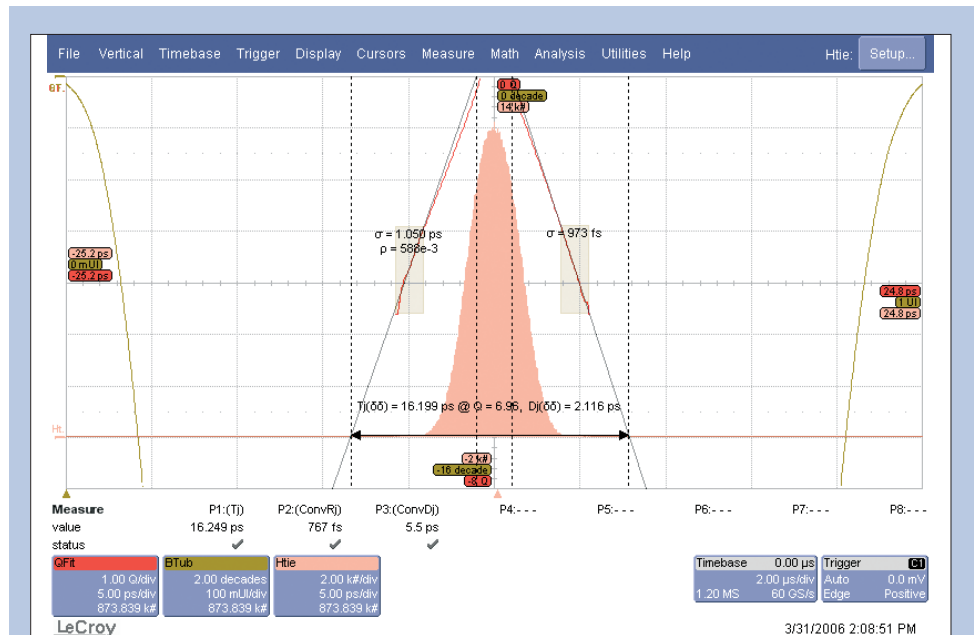 File Vertical Timebase Trigger Display Cursors Measure Math Analysis Utilities Help Htie: Setup...
0 Q
0 decade
14 k#
σ = 1.050 ps
ρ = 588e-3
σ = 973 fs
-25.2 ps
0 mUI
-25.2 ps
24.8 ps
1 UI
24.8 ps
Tj(δδ) = 16.199 ps @ Q = 6.96, Dj(δδ) = 2.116 ps
Ht.
-2 k#
-16 decade
-8 Q
Measure P1:(Tj) P2:(ConvRj) P3:(ConvDj) P4:- - - P5:- - - P6:- - - P7:- - - P8:- - -
value 16.249 ps 767 fs 5.5 ps
status ✔ ✔ ✔
QFit BTub Htie Timebase 0.00 µs Trigger C1
1.00 Q/div 2.00 decades 2.00 k#/div 2.00 µs/div Auto 0.0 mV
5.00 ps/div 100 mUI/div 5.00 ps/div 1.20 MS 60 GS/s Edge Positive
873.839 k# 873.839 k# 873.839 k#
LeCroy 3/31/2006 2:08:51 PM